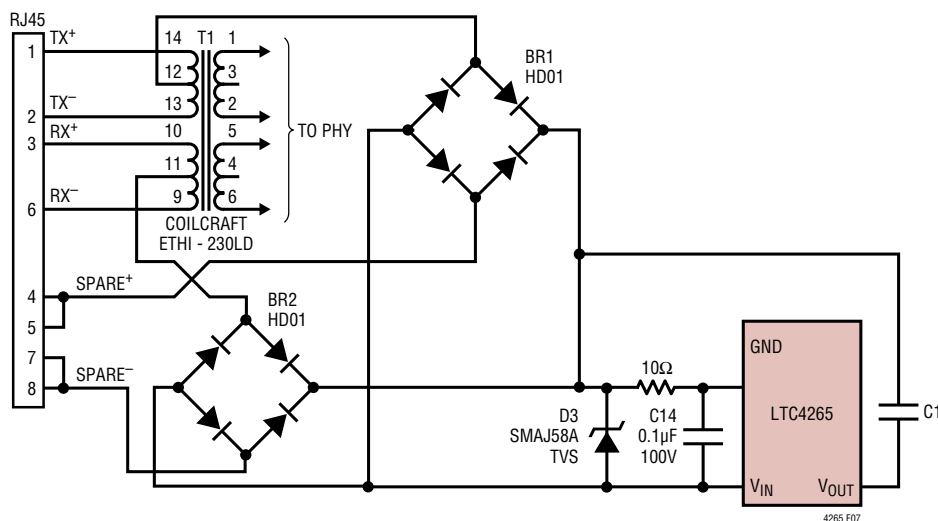 RJ45
1
TX+
2
TX−
3
RX+
6
RX−
4
SPARE+
5
7
8
SPARE−
14
T1
1
12
3
13
2
10
5
11
4
9
6
COILCRAFT
ETHI - 230LD
TO PHY
BR1
HD01
BR2
HD01
10Ω
D3
SMAJ58A
TVS
C14
0.1µF
100V
GND
LTC4265
VIN
VOUT
C1
4265 F07